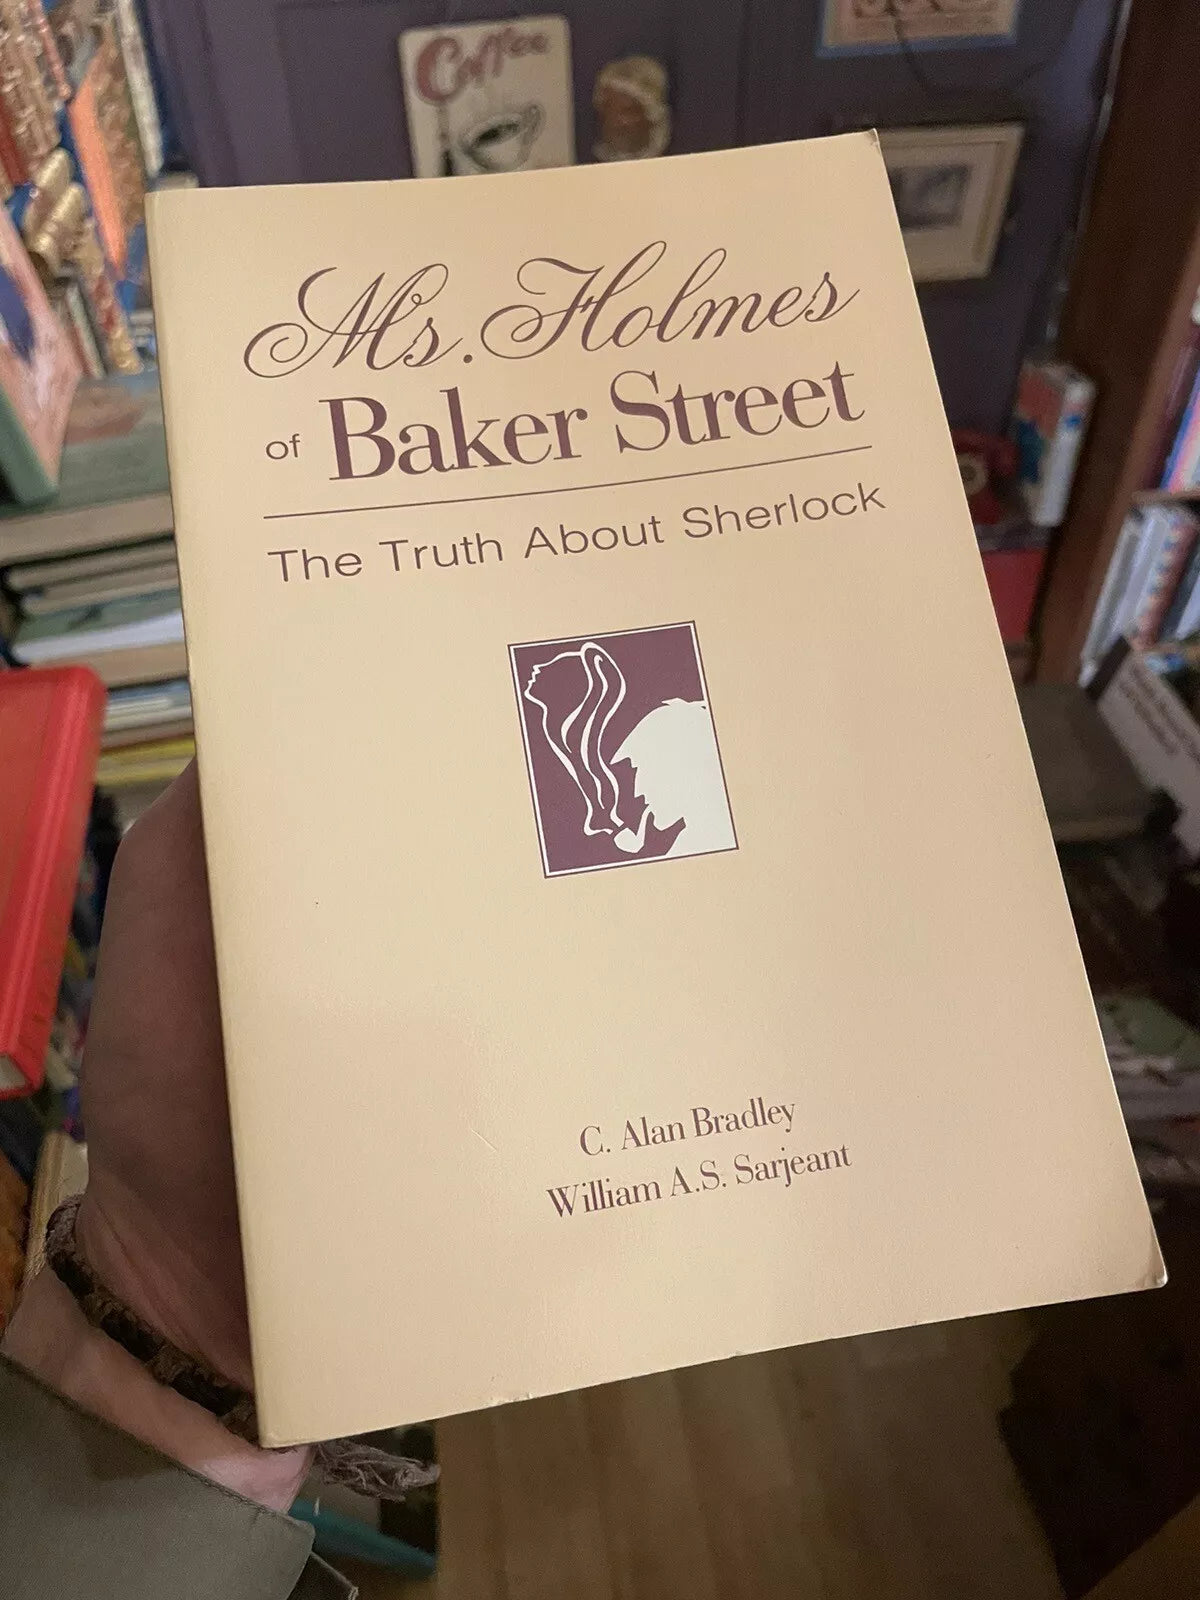 Coffee
Ms. Holmes
of Baker Street
The Truth About Sherlock
C. Alan Bradley
William A.S. Sarjeant